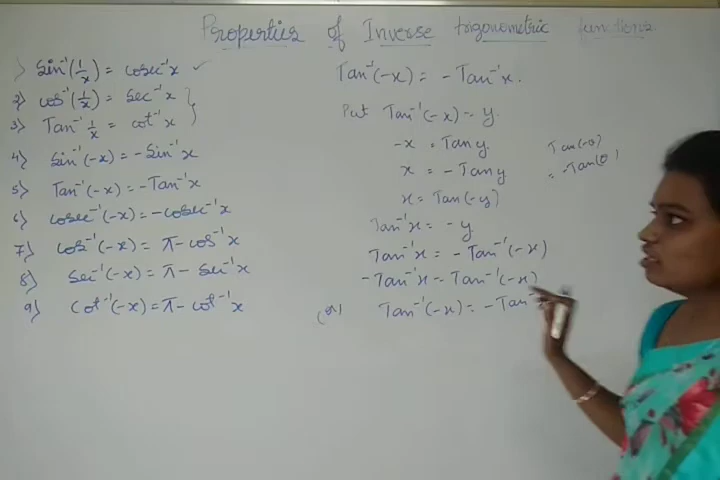 Properties of Inverse trigonometric functions
1) Sin⁻¹(1/x) = cosec⁻¹x ✓
2) cos⁻¹(1/x) = sec⁻¹x
3) Tan⁻¹ 1/x = cot⁻¹x
4) sin⁻¹(-x) = -Sin⁻¹x
5) Tan⁻¹(-x) = -Tan⁻¹x
6) cosec⁻¹(-x) = -cosec⁻¹x
7) cos⁻¹(-x) = π - cos⁻¹x
8) sec⁻¹(-x) = π - sec⁻¹x
9) cot⁻¹(-x) = π - cot⁻¹x
Tan⁻¹(-x) = -Tan⁻¹x.
Put Tan⁻¹(-x) = y
-x = Tan y
x = -Tan y
x = Tan(-y)
Tan⁻¹x = -y
Tan⁻¹x = -Tan⁻¹(-x)
-Tan⁻¹x = Tan⁻¹(-x)
(or) Tan⁻¹(-x) = -Tan⁻¹
Tan(-θ)
= -Tan(θ)